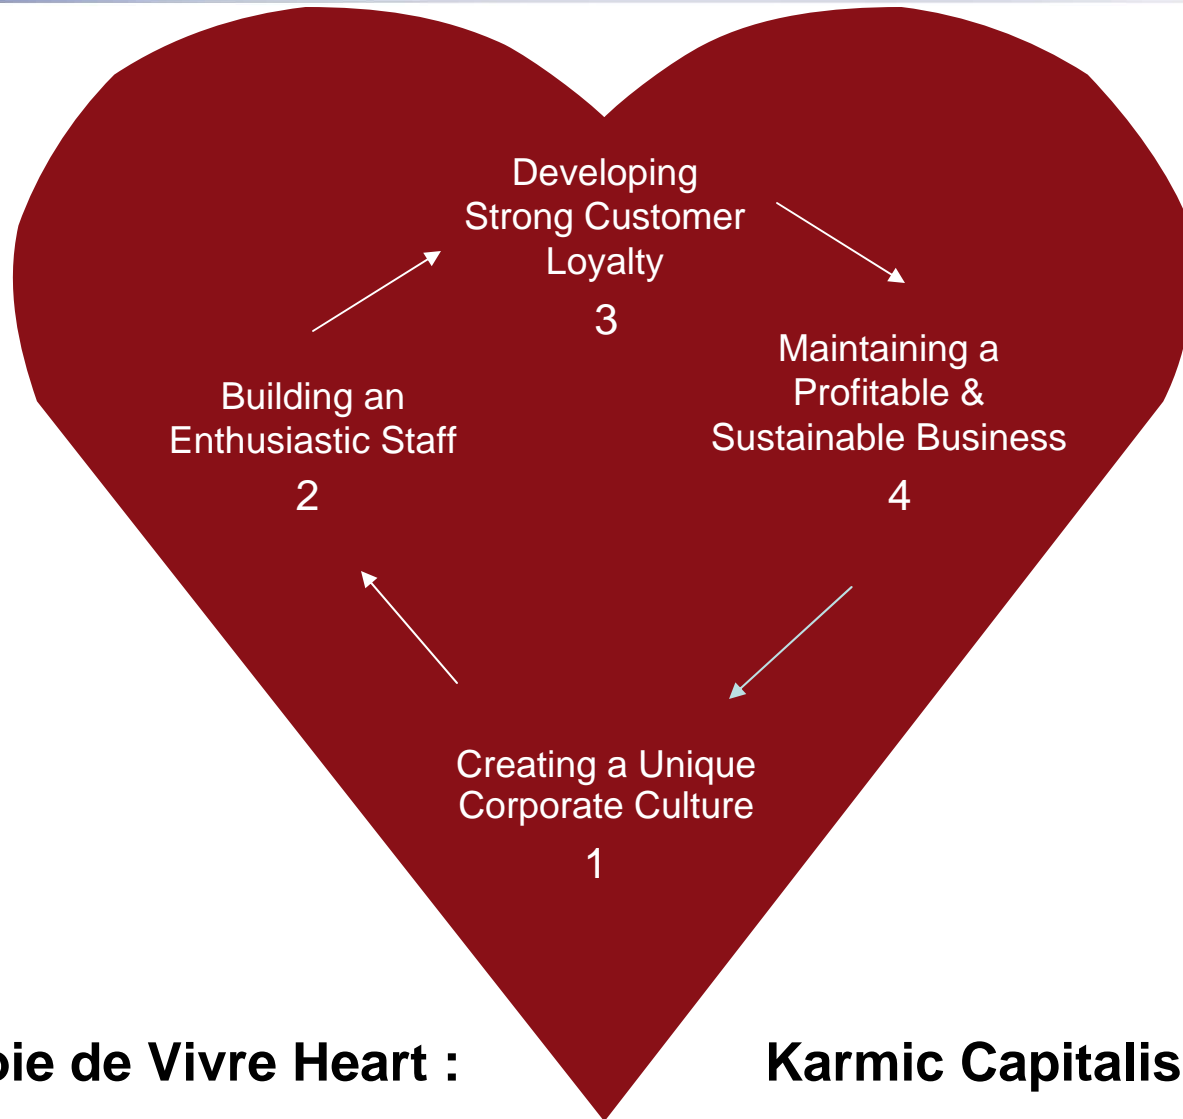 Developing
Strong Customer
Loyalty
3
Maintaining a
Profitable &
Sustainable Business
4
Building an
Enthusiastic Staff
2
Creating a Unique
Corporate Culture
1
oie de Vivre Heart :
Karmic Capitalis